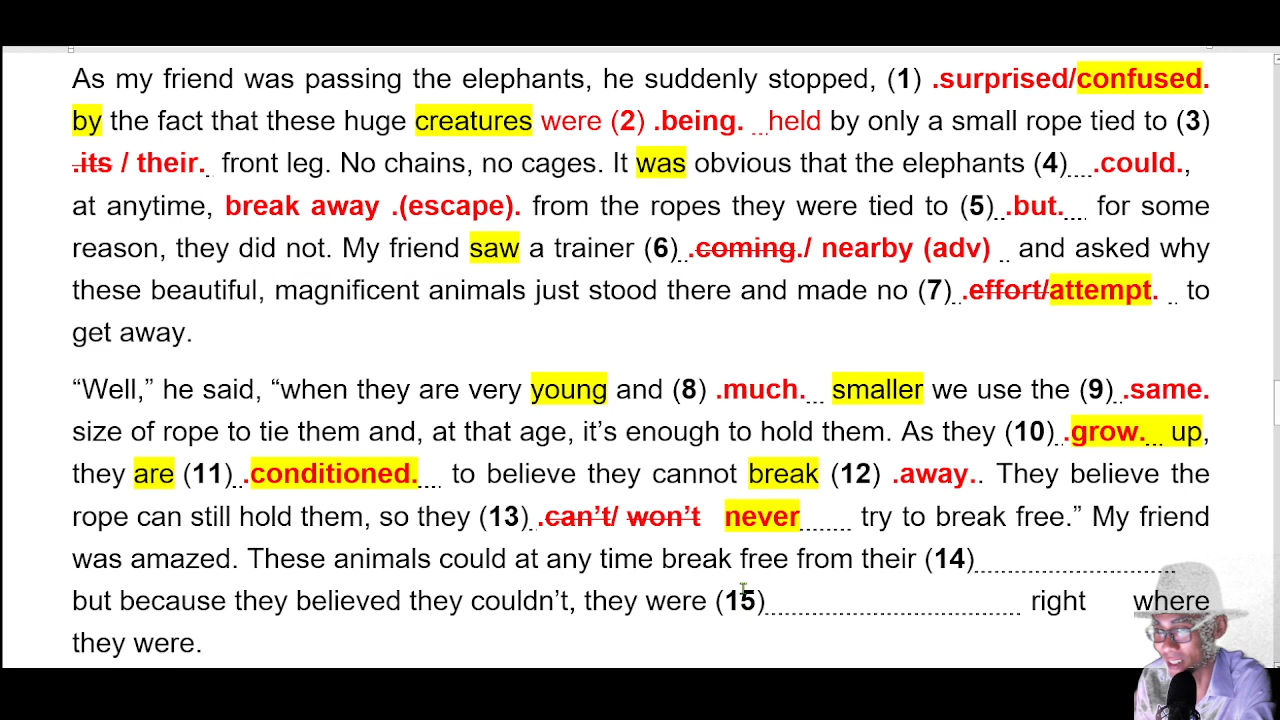 As my friend was passing the elephants, he suddenly stopped, (1) .surprised/confused.
by the fact that these huge creatures were (2) .being. ...held by only a small rope tied to (3)
.its / their.. front leg. No chains, no cages. It was obvious that the elephants (4)....could.,
at anytime, break away .(escape). from the ropes they were tied to (5)..but.... for some
reason, they did not. My friend saw a trainer (6)..coming./ nearby (adv) .. and asked why
these beautiful, magnificent animals just stood there and made no (7)..effort/attempt. .. to
get away.
“Well,” he said, “when they are very young and (8) .much.... smaller we use the (9)..same.
size of rope to tie them and, at that age, it’s enough to hold them. As they (10)..grow.... up,
they are (11)..conditioned..... to believe they cannot break (12) .away.. They believe the
rope can still hold them, so they (13)..can’t/ won’t never....... try to break free.” My friend
was amazed. These animals could at any time break free from their (14)..............................
but because they believed they couldn’t, they were (15)....................................... right where
they were.